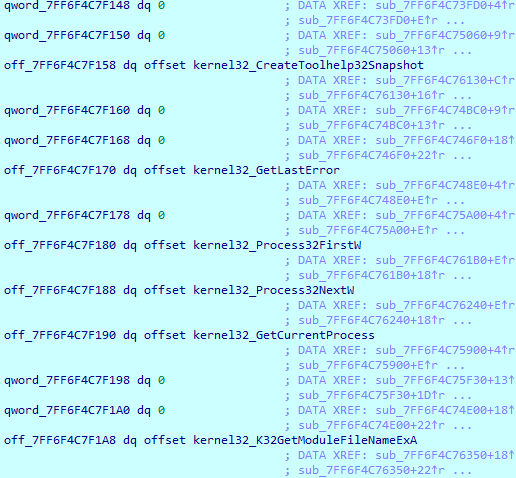 qword_7FF6F4C7F148 dq 0 ; DATA XREF: sub_7FF6F4C73FD0+4↑r
; sub_7FF6F4C73FD0+E↑r ...
qword_7FF6F4C7F150 dq 0 ; DATA XREF: sub_7FF6F4C75060+9↑r
; sub_7FF6F4C75060+13↑r ...
off_7FF6F4C7F158 dq offset kernel32_CreateToolhelp32Snapshot
; DATA XREF: sub_7FF6F4C76130+C↑r
; sub_7FF6F4C76130+16↑r ...
qword_7FF6F4C7F160 dq 0 ; DATA XREF: sub_7FF6F4C74BC0+9↑r
; sub_7FF6F4C74BC0+13↑r ...
qword_7FF6F4C7F168 dq 0 ; DATA XREF: sub_7FF6F4C746F0+18↑r
; sub_7FF6F4C746F0+22↑r ...
off_7FF6F4C7F170 dq offset kernel32_GetLastError
; DATA XREF: sub_7FF6F4C748E0+4↑r
; sub_7FF6F4C748E0+E↑r ...
qword_7FF6F4C7F178 dq 0 ; DATA XREF: sub_7FF6F4C75A00+4↑r
; sub_7FF6F4C75A00+E↑r ...
off_7FF6F4C7F180 dq offset kernel32_Process32FirstW
; DATA XREF: sub_7FF6F4C761B0+E↑r
; sub_7FF6F4C761B0+18↑r ...
off_7FF6F4C7F188 dq offset kernel32_Process32NextW
; DATA XREF: sub_7FF6F4C76240+E↑r
; sub_7FF6F4C76240+18↑r ...
off_7FF6F4C7F190 dq offset kernel32_GetCurrentProcess
; DATA XREF: sub_7FF6F4C75900+4↑r
; sub_7FF6F4C75900+E↑r ...
qword_7FF6F4C7F198 dq 0 ; DATA XREF: sub_7FF6F4C75F30+13↑r
; sub_7FF6F4C75F30+1D↑r ...
qword_7FF6F4C7F1A0 dq 0 ; DATA XREF: sub_7FF6F4C74E00+18↑r
; sub_7FF6F4C74E00+22↑r ...
off_7FF6F4C7F1A8 dq offset kernel32_K32GetModuleFileNameExA
; DATA XREF: sub_7FF6F4C76350+18↑r
; sub_7FF6F4C76350+22↑r ...